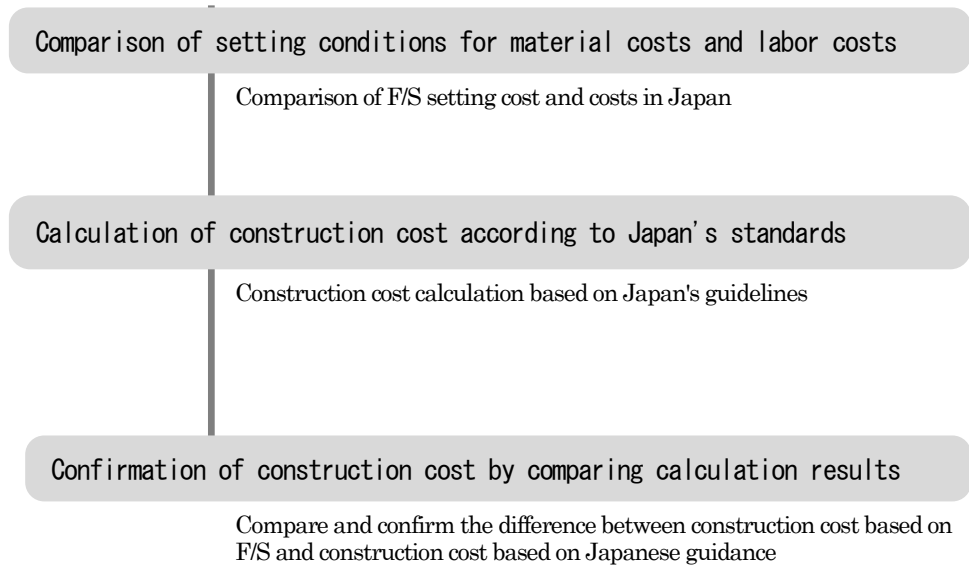 Comparison of setting conditions for material costs and labor costs
Comparison of F/S setting cost and costs in Japan
Calculation of construction cost according to Japan's standards
Construction cost calculation based on Japan's guidelines
Confirmation of construction cost by comparing calculation results
Compare and confirm the difference between construction cost based on
F/S and construction cost based on Japanese guidance